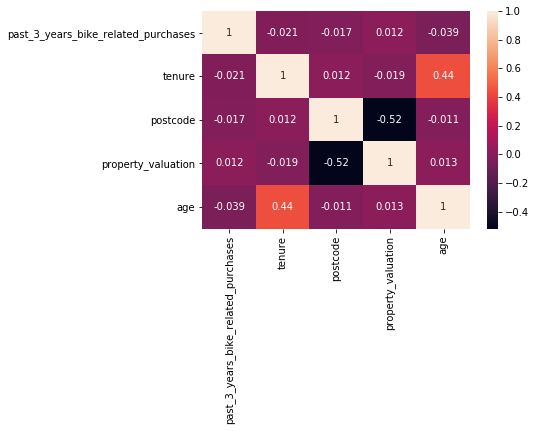 past_3_years_bike_related_purchases 1 -0.021 -0.017 0.012 -0.039
tenure -0.021 1 0.012 -0.019 0.44
postcode -0.017 0.012 1 -0.52 -0.011
property_valuation 0.012 -0.019 -0.52 1 0.013
age -0.039 0.44 -0.011 0.013 1
past_3_years_bike_related_purchases
tenure
postcode
property_valuation
age
1.0
0.8
0.6
0.4
0.2
0.0
−0.2
−0.4